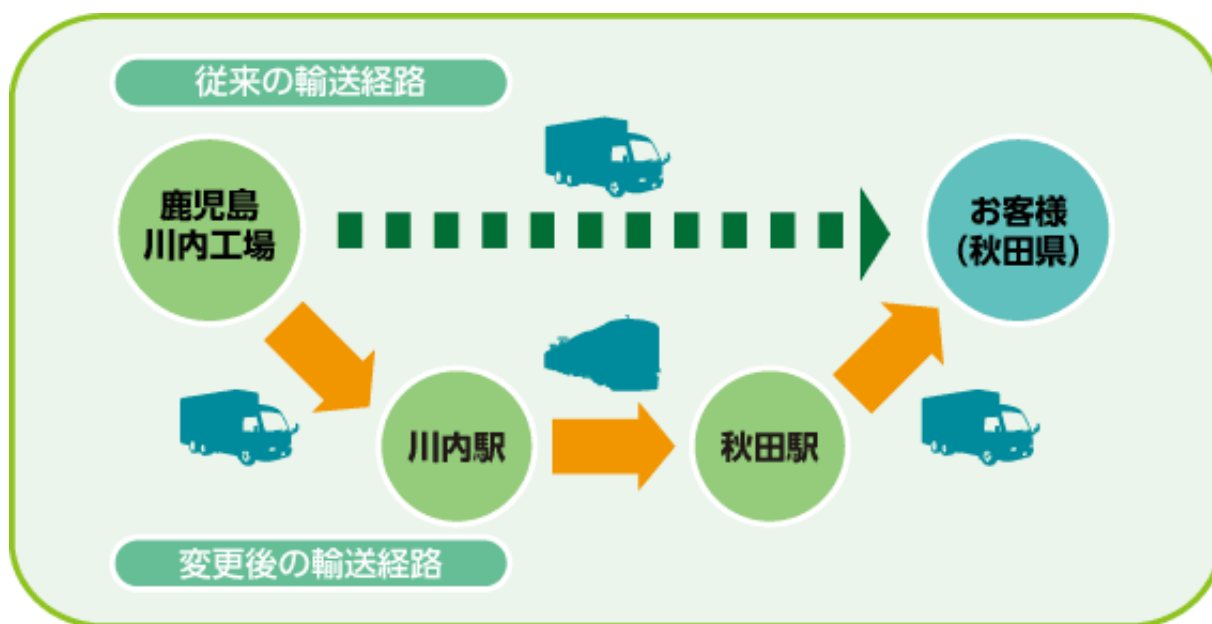 従来の輸送経路
鹿児島
川内工場
お客様
(秋田県)
川内駅
秋田駅
変更後の輸送経路